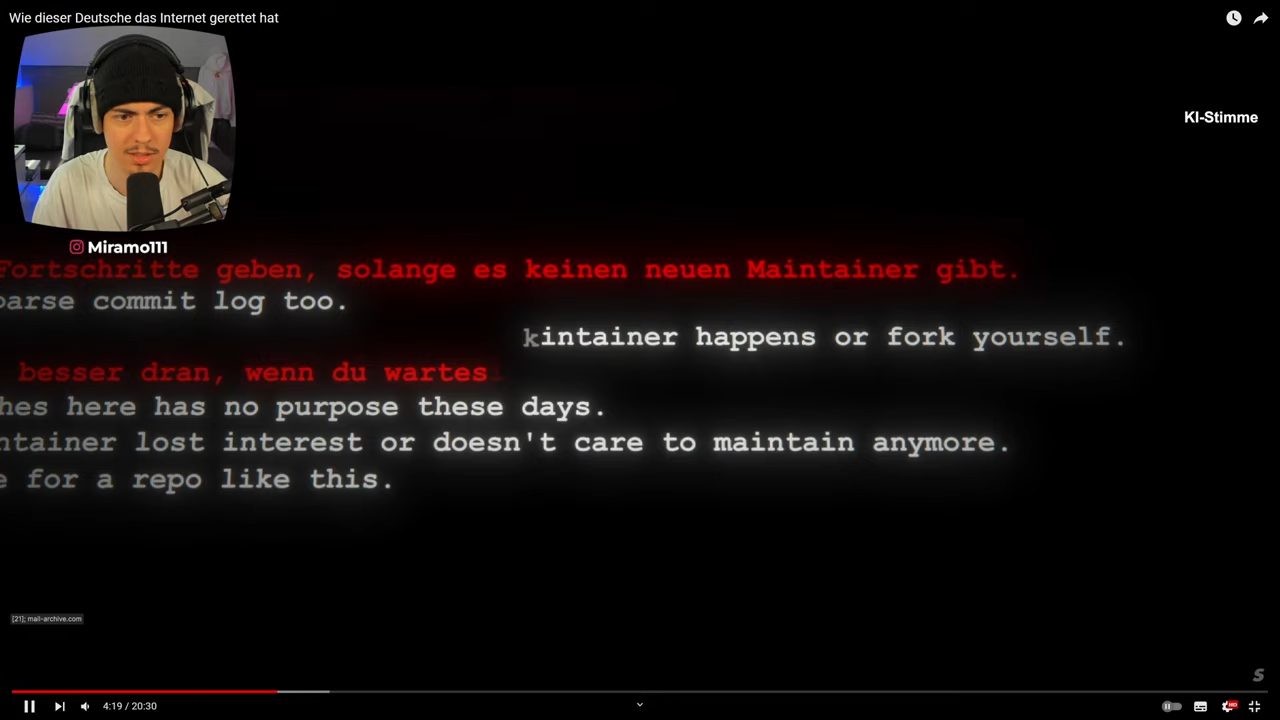 Wie dieser Deutsche das Internet gerettet hat
KI-Stimme
Miramo111
Fortschritte geben, solange es keinen neuen Maintainer gibt.
parse commit log too.
kintainer happens or fork yourself.
besser dran, wenn du wartes
hes here has no purpose these days.
ntainer lost interest or doesn't care to maintain anymore.
e for a repo like this.
[21]; mail-archive.com
4:19 / 20:30
HD